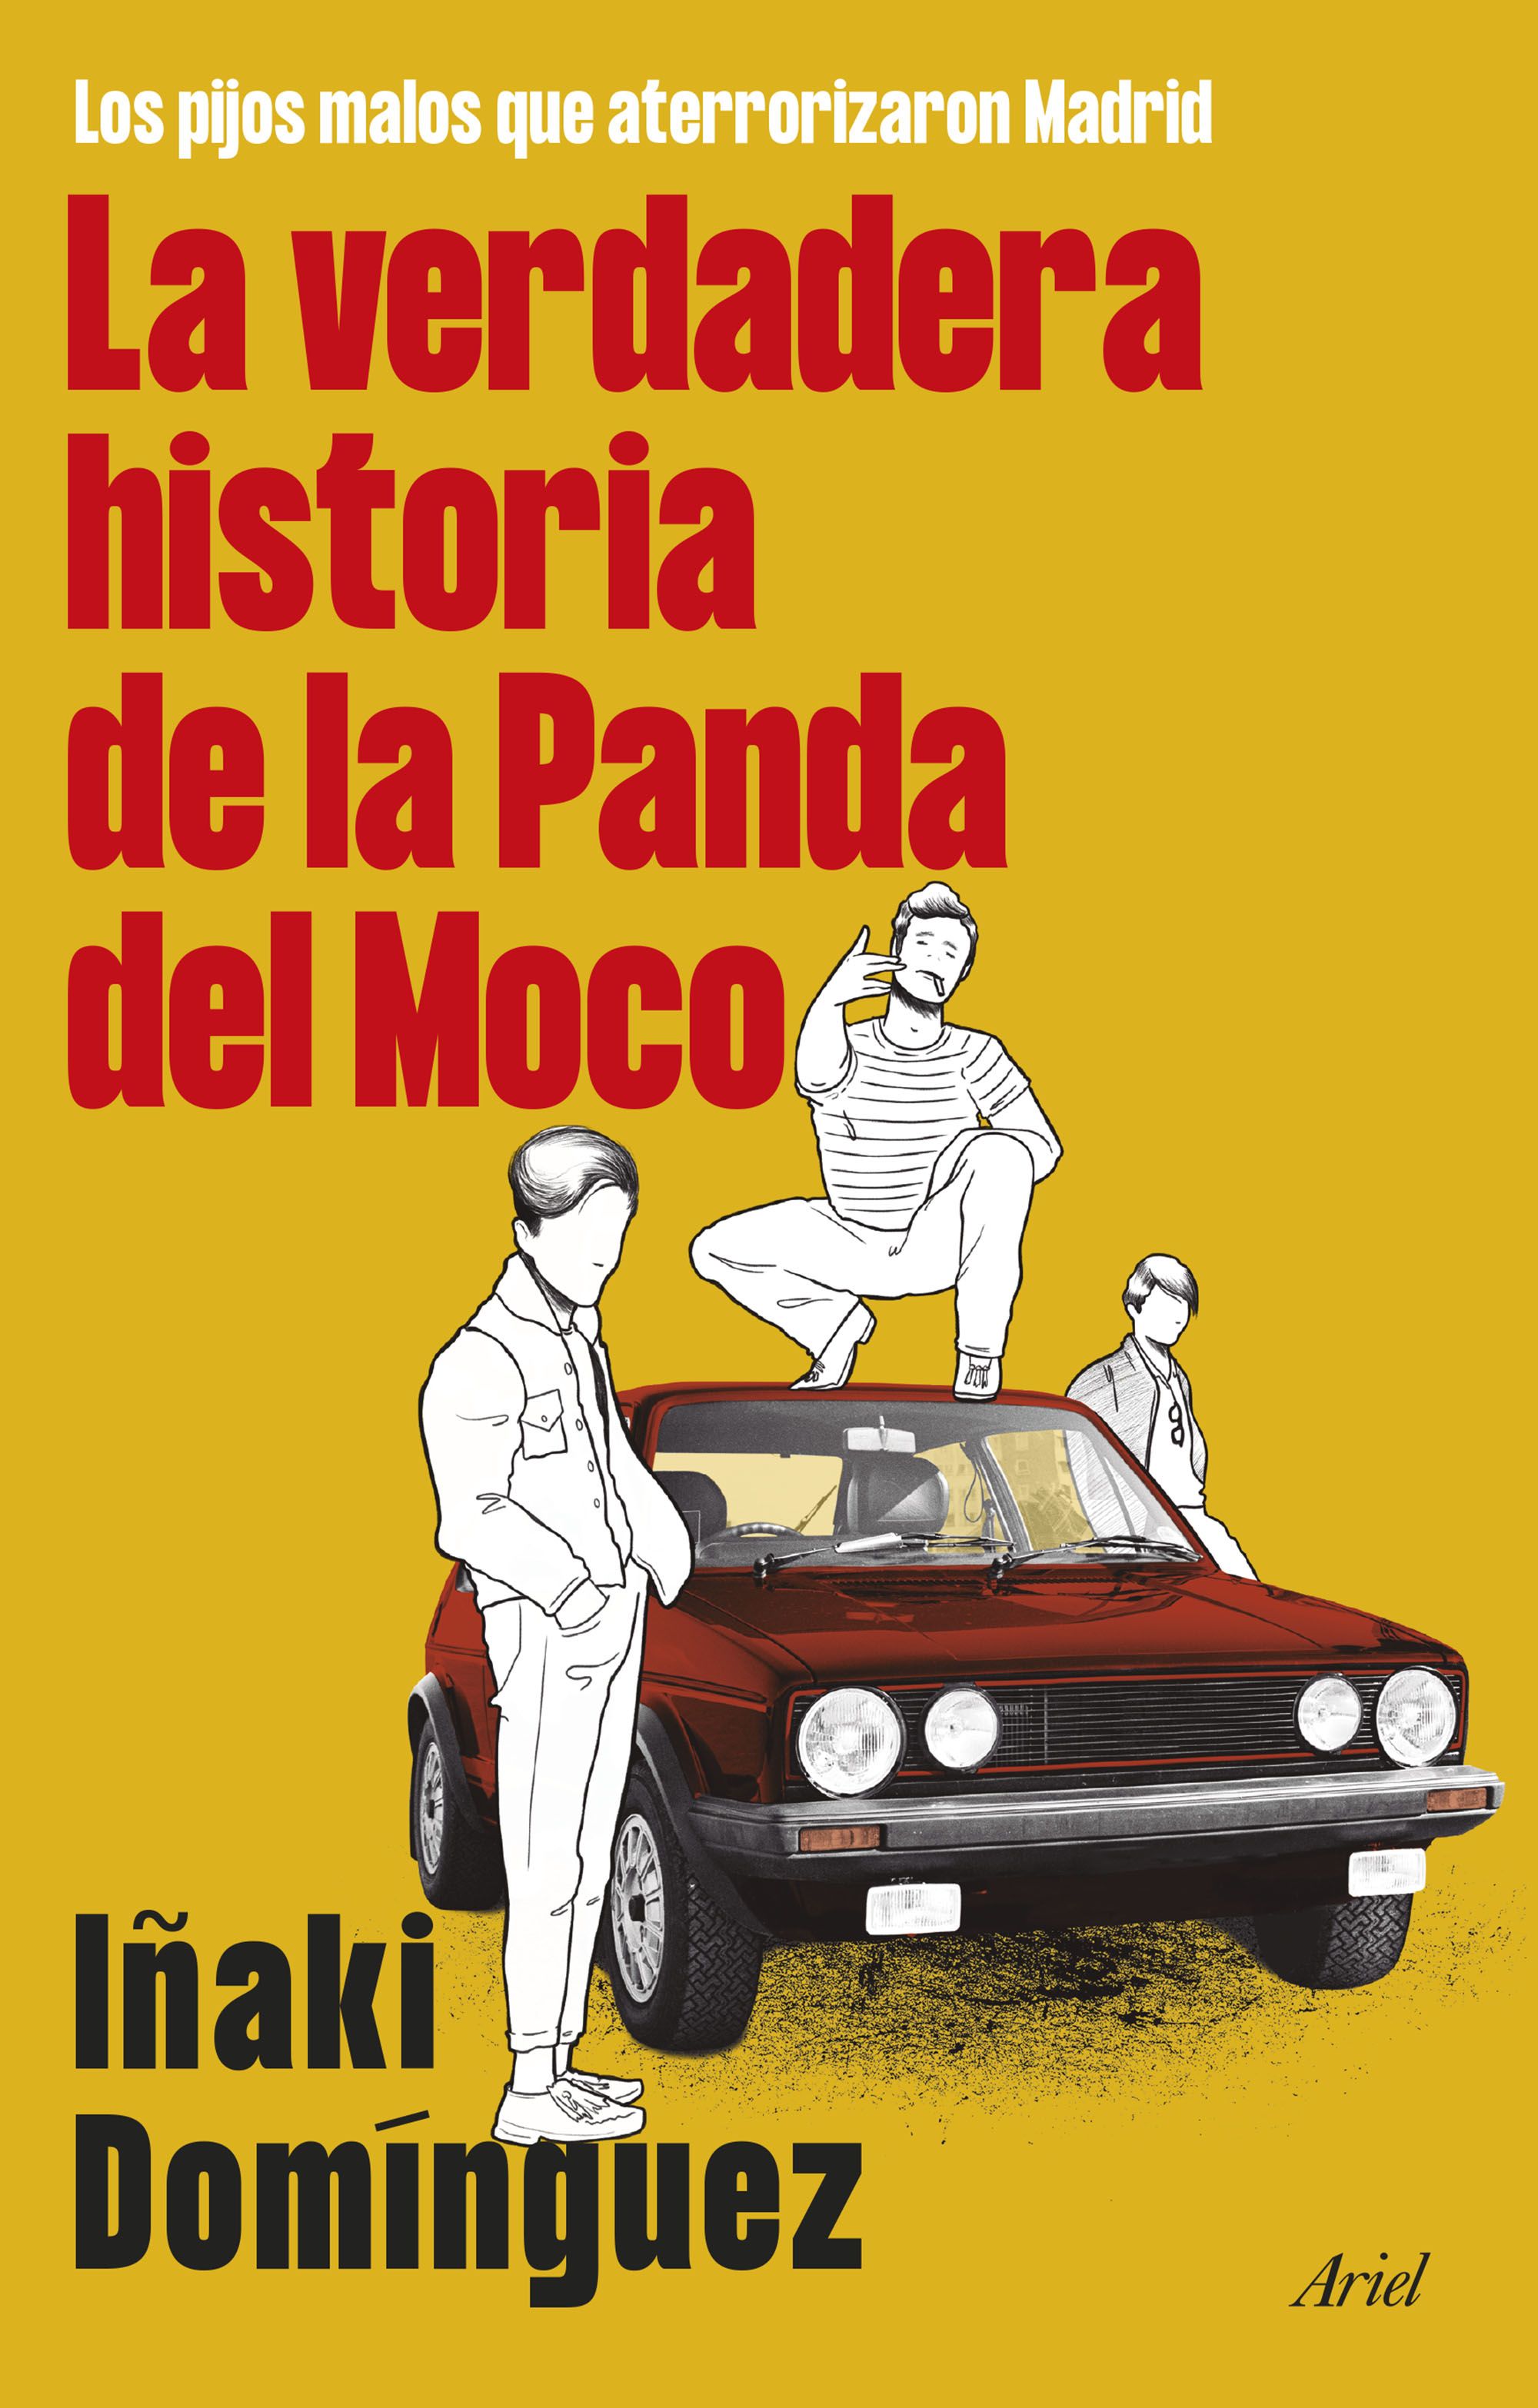 Los pijos malos que aterrorizaron Madrid
La verdadera
historia
de la Panda
del Moco
Iñaki
Domínguez
Ariel